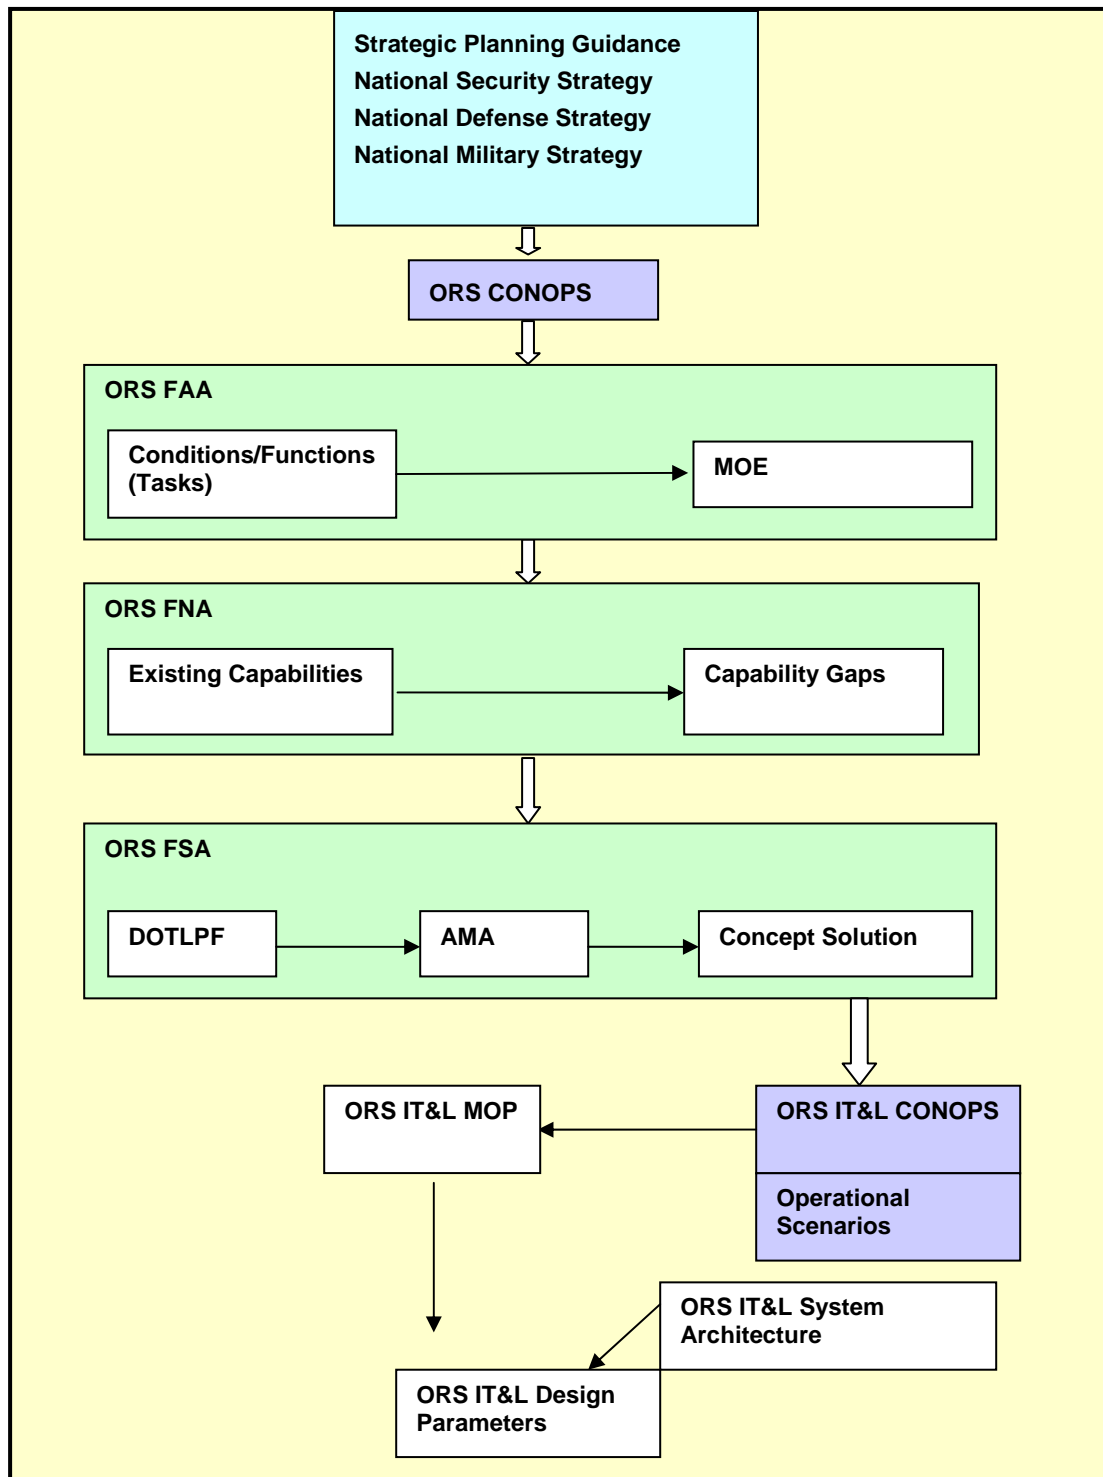 Strategic Planning Guidance
National Security Strategy
National Defense Strategy
National Military Strategy
ORS CONOPS
ORS FAA
Conditions/Functions
(Tasks)
MOE
ORS FNA
Existing Capabilities
Capability Gaps
ORS FSA
DOTLPF
AMA
Concept Solution
ORS IT&L MOP
ORS IT&L CONOPS
Operational
Scenarios
ORS IT&L System
Architecture
ORS IT&L Design
Parameters